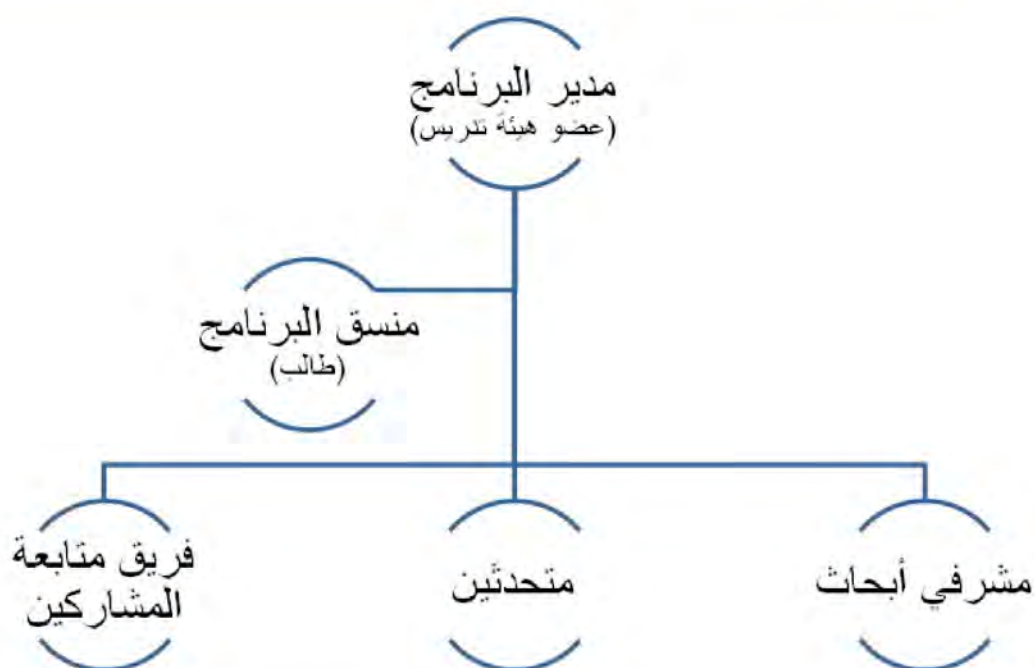 مدير البرنامج
(عضو هيئة تدريس)
منسق البرنامج
(طالب)
مشرفي أبحاث
متحدثين
فريق متابعة
المشاركين